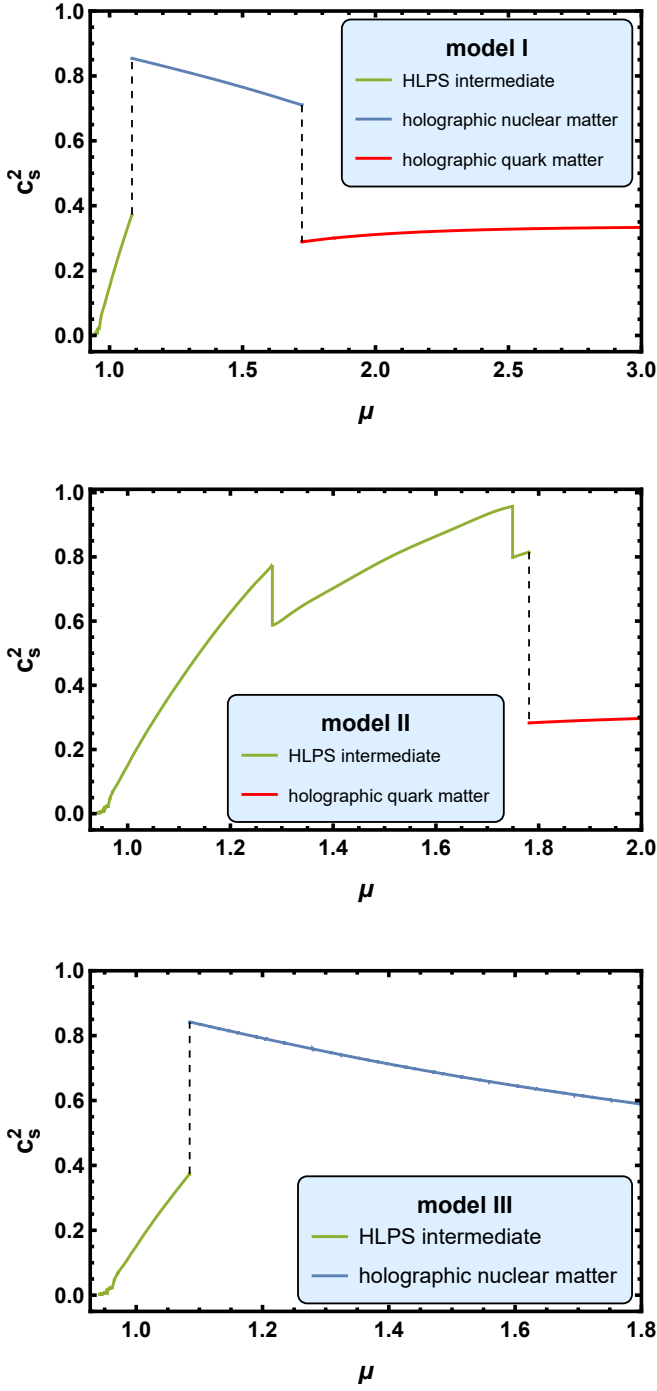 model I
HLPS intermediate
holographic nuclear matter
holographic quark matter
c_s^2
1.0
0.8
0.6
0.4
0.2
0.0
1.0 1.5 2.0 2.5 3.0
μ
model II
HLPS intermediate
holographic quark matter
c_s^2
1.0
0.8
0.6
0.4
0.2
0.0
1.0 1.2 1.4 1.6 1.8 2.0
μ
model III
HLPS intermediate
holographic nuclear matter
c_s^2
1.0
0.8
0.6
0.4
0.2
0.0
1.0 1.2 1.4 1.6 1.8
μ